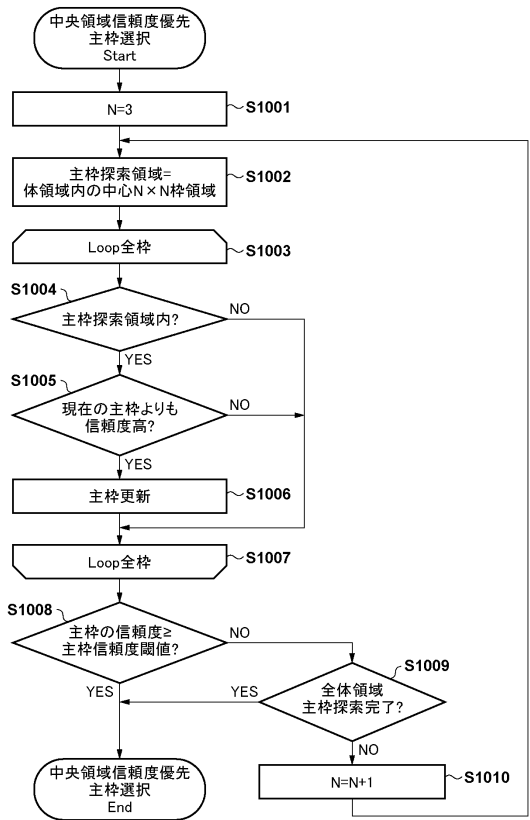 中央領域信頼度優先
主枠選択
Start
N=3
S1001
主枠探索領域=
体領域内の中心N×N枠領域
S1002
Loop全枠
S1003
S1004
主枠探索領域内?
NO
YES
S1005
現在の主枠よりも
信頼度高?
NO
YES
主枠更新
S1006
Loop全枠
S1007
S1008
主枠の信頼度≥
主枠信頼度閾値?
NO
YES
S1009
全体領域
主枠探索完了?
YES
NO
N=N+1
S1010
中央領域信頼度優先
主枠選択
End